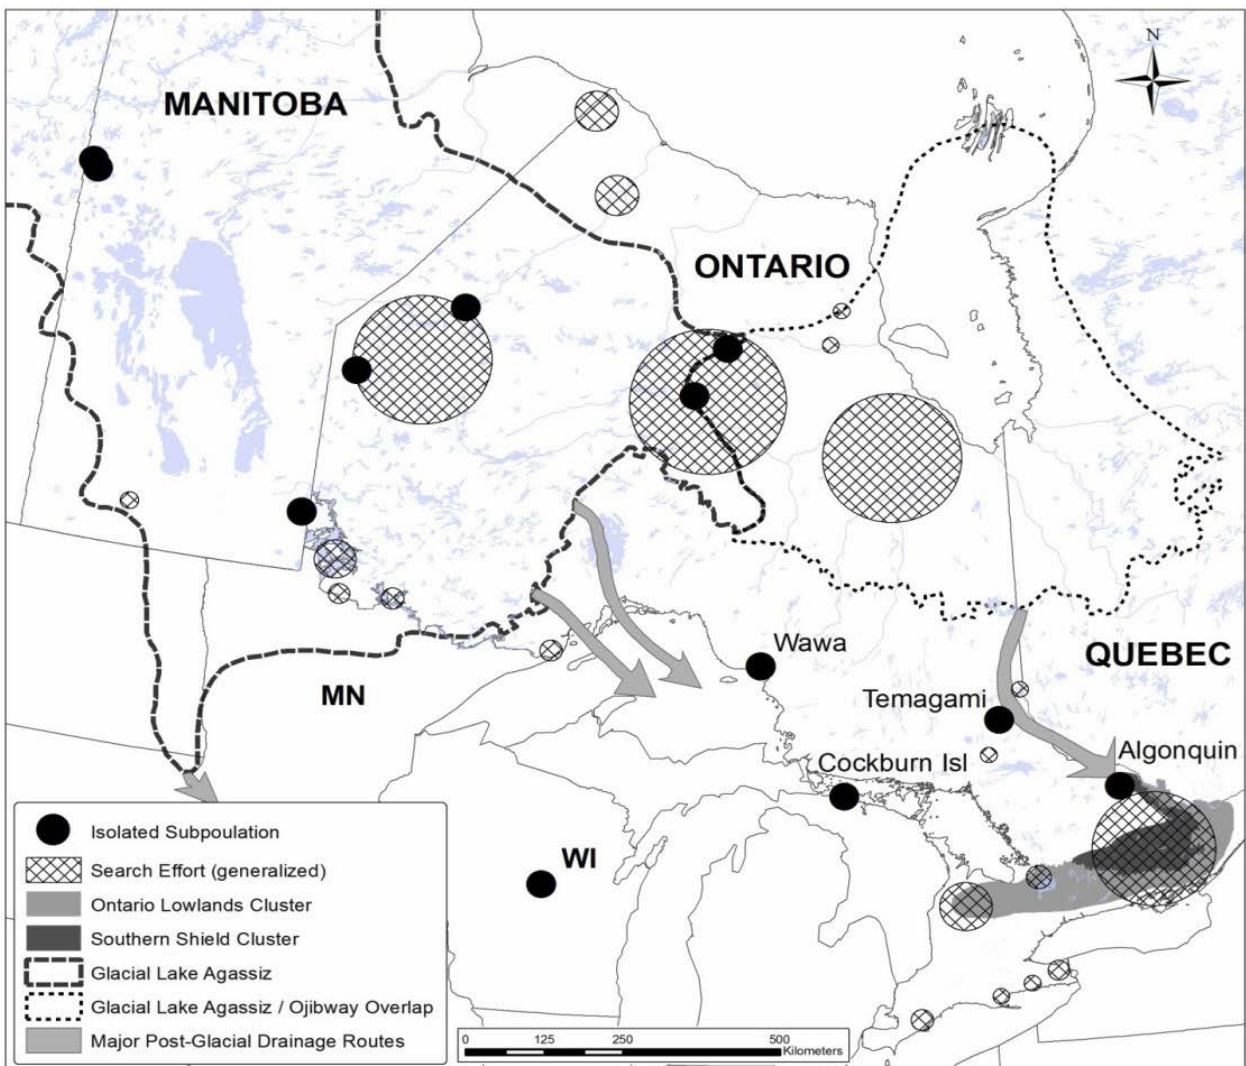 N
MANITOBA
ONTARIO
Wawa
QUEBEC
MN
Temagami
Algonquin
Cockburn Isl
WI
Isolated Subpoulation
Search Effort (generalized)
Ontario Lowlands Cluster
Southern Shield Cluster
Glacial Lake Agassiz
Glacial Lake Agassiz / Ojibway Overlap
Major Post-Glacial Drainage Routes
0 125 250 500
Kilometers